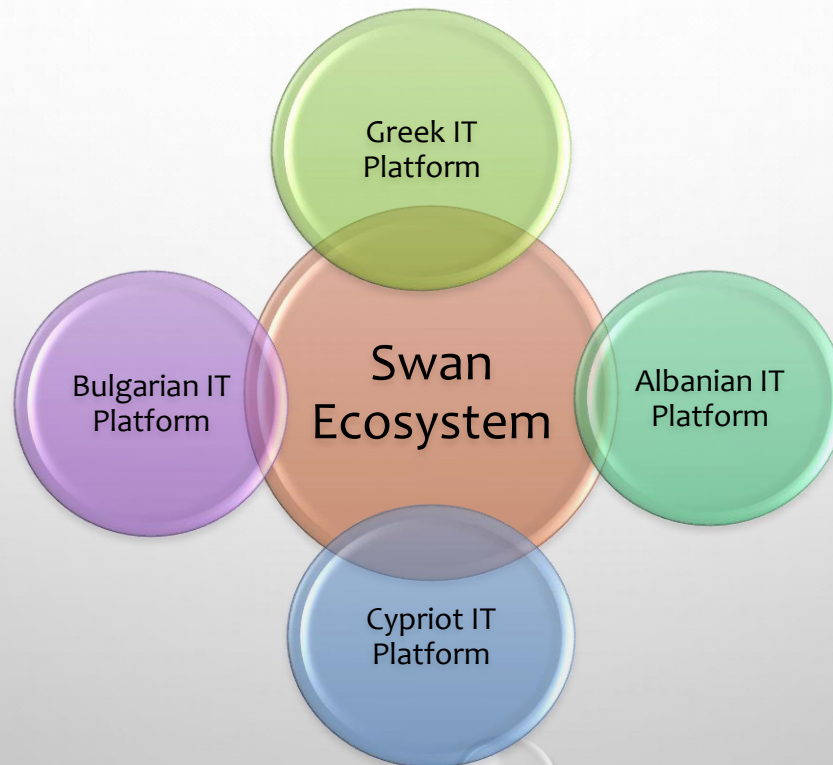 Greek IT
Platform
Swan
Ecosystem
Bulgarian IT
Platform
Albanian IT
Platform
Cypriot IT
Platform